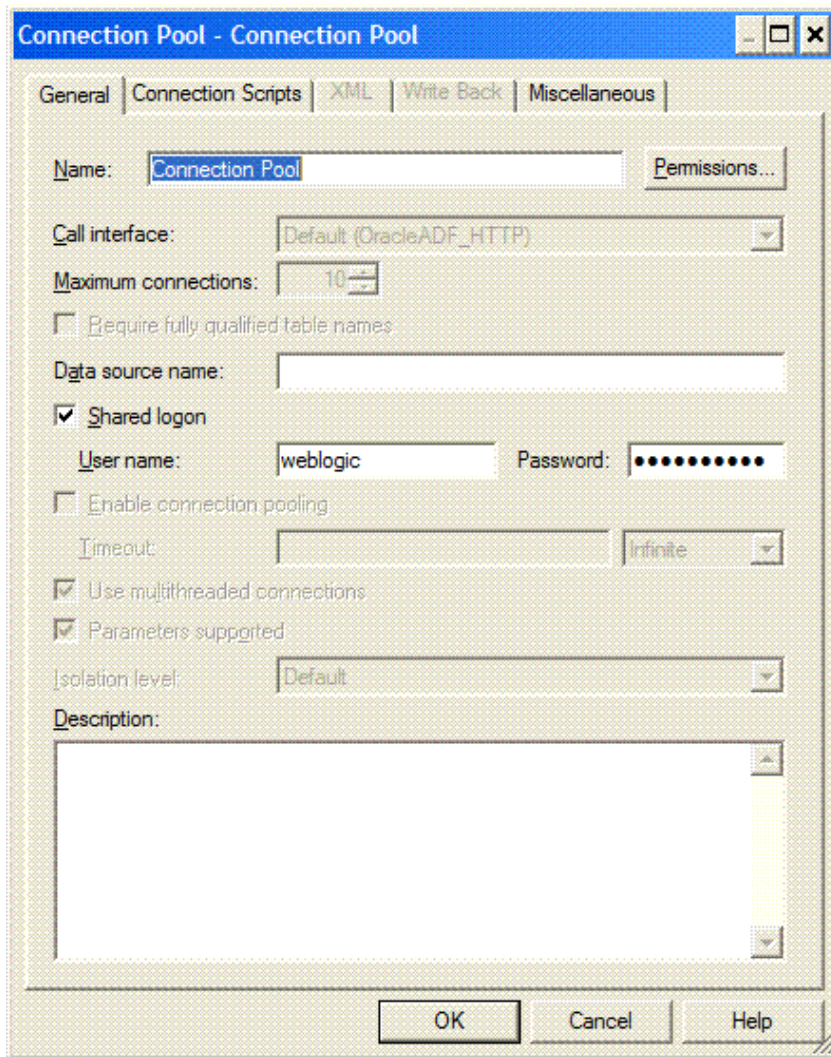 Connection Pool - Connection Pool
General Connection Scripts XML Write Back Miscellaneous
Name: Connection Pool Permissions...
Call interface: Default (OracleADF_HTTP)
Maximum connections: 10
Require fully qualified table names
Data source name:
Shared logon
User name: weblogic Password: ●●●●●●●●●●
Enable connection pooling
Timeout: Infinite
Use multithreaded connections
Parameters supported
Isolation level: Default
Description:
OK Cancel Help